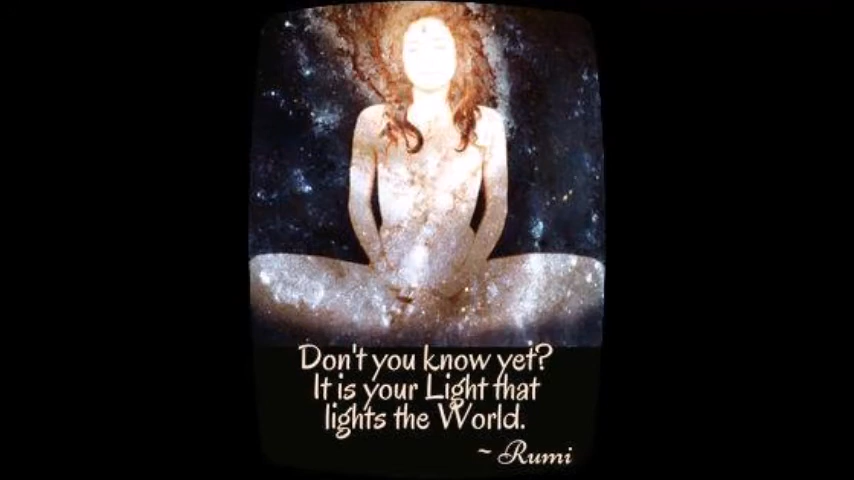 Don't you know yet?
It is your Light that
lights the World.
~ Rumi